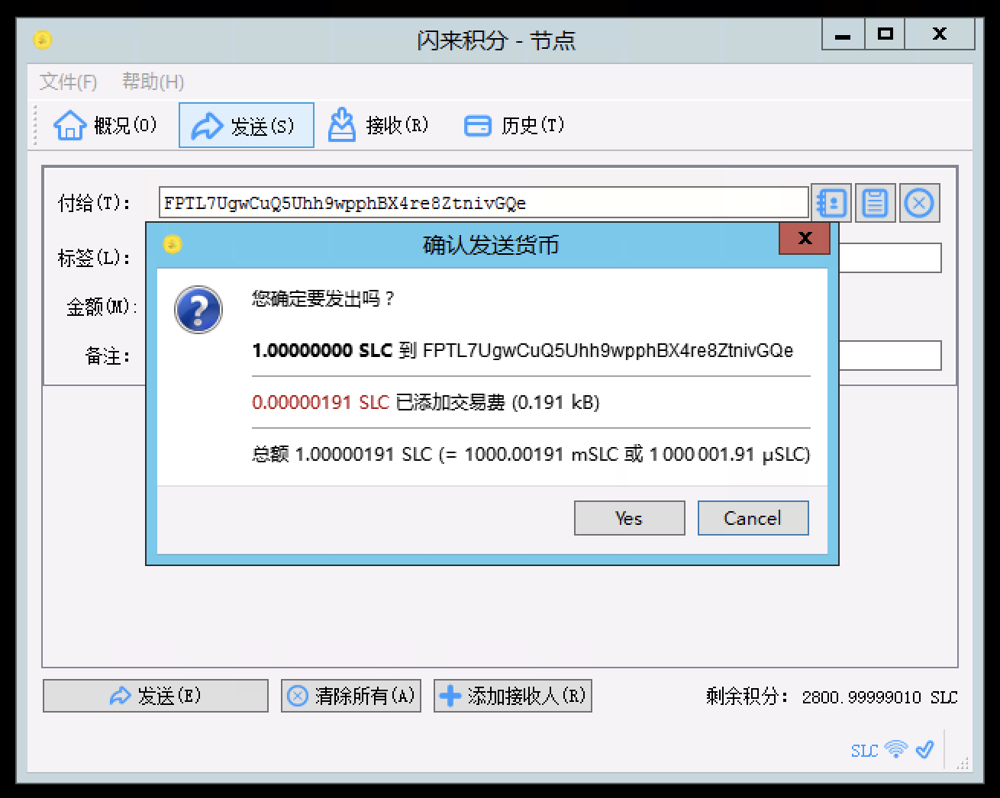 闪来积分 - 节点
文件(F) 帮助(H)
概况(O) 发送(S) 接收(R) 历史(T)
付给(T): FPTL7UgwCuQ5Uhh9wpphBX4re8ZtnivGQe
确认发送货币
标签(L):
您确定要发出吗？
金额(M):
1.00000000 SLC 到 FPTL7UgwCuQ5Uhh9wpphBX4re8ZtnivGQe
备注:
0.00000191 SLC 已添加交易费 (0.191 kB)
总额 1.00000191 SLC (= 1000.00191 mSLC 或 1 000 001.91 µSLC)
Yes Cancel
发送(E) 清除所有(A) 添加接收人(R) 剩余积分: 2800.99999010 SLC
SLC